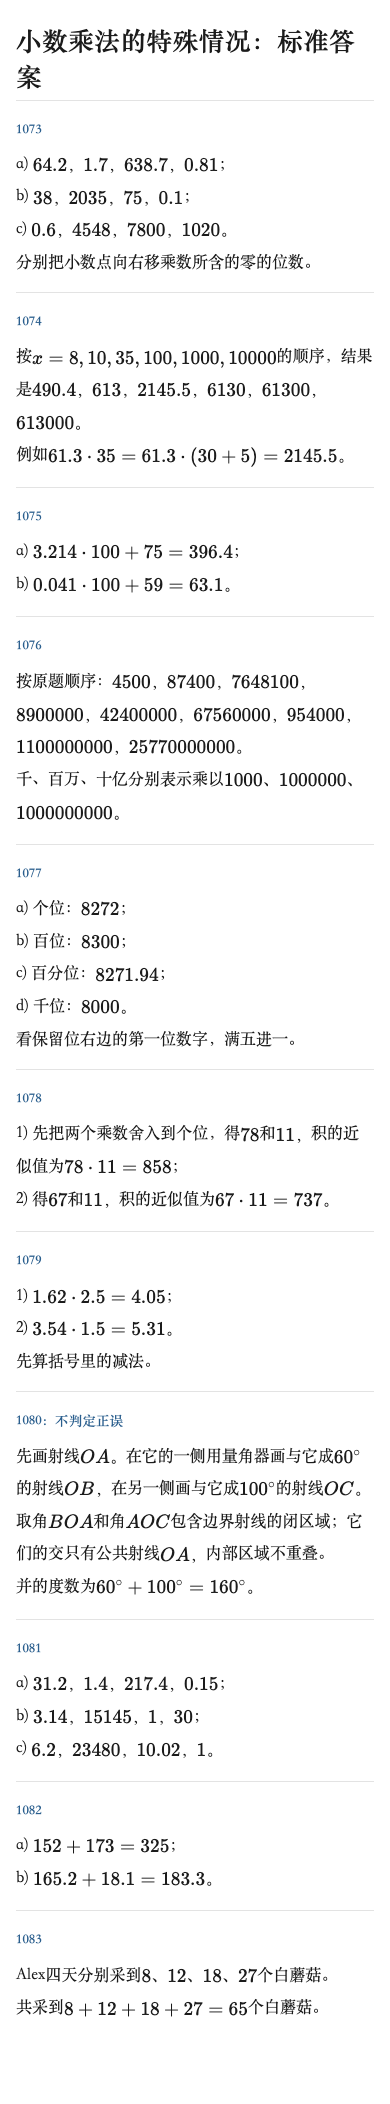 小数乘法的特殊情况：标准答
案
1073
a) 64.2，1.7，638.7，0.81；
b) 38，2035，75，0.1；
c) 0.6，4548，7800，1020。
分别把小数点向右移乘数所含的零的位数。
1074
按x = 8, 10, 35, 100, 1000, 10000的顺序，结果
是490.4，613，2145.5，6130，61300，
613000。
例如61.3 · 35 = 61.3 · (30 + 5) = 2145.5。
1075
a) 3.214 · 100 + 75 = 396.4；
b) 0.041 · 100 + 59 = 63.1。
1076
按原题顺序：4500，87400，7648100，
8900000，42400000，67560000，954000，
1100000000，25770000000。
千、百万、十亿分别表示乘以1000、1000000、
1000000000。
1077
a) 个位：8272；
b) 百位：8300；
c) 百分位：8271.94；
d) 千位：8000。
看保留位右边的第一位数字，满五进一。
1078
1) 先把两个乘数舍入到个位，得78和11，积的近
似值为78 · 11 = 858；
2) 得67和11，积的近似值为67 · 11 = 737。
1079
1) 1.62 · 2.5 = 4.05；
2) 3.54 · 1.5 = 5.31。
先算括号里的减法。
1080：不判定正误
先画射线OA。在它的一侧用量角器画与它成60°
的射线OB，在另一侧画与它成100°的射线OC。
取角BOA和角AOC包含边界射线的闭区域；它
们的交只有公共射线OA，内部区域不重叠。
并的度数为60° + 100° = 160°。
1081
a) 31.2，1.4，217.4，0.15；
b) 3.14，15145，1，30；
c) 6.2，23480，10.02，1。
1082
a) 152 + 173 = 325；
b) 165.2 + 18.1 = 183.3。
1083
Alex四天分别采到8、12、18、27个白蘑菇。
共采到8 + 12 + 18 + 27 = 65个白蘑菇。